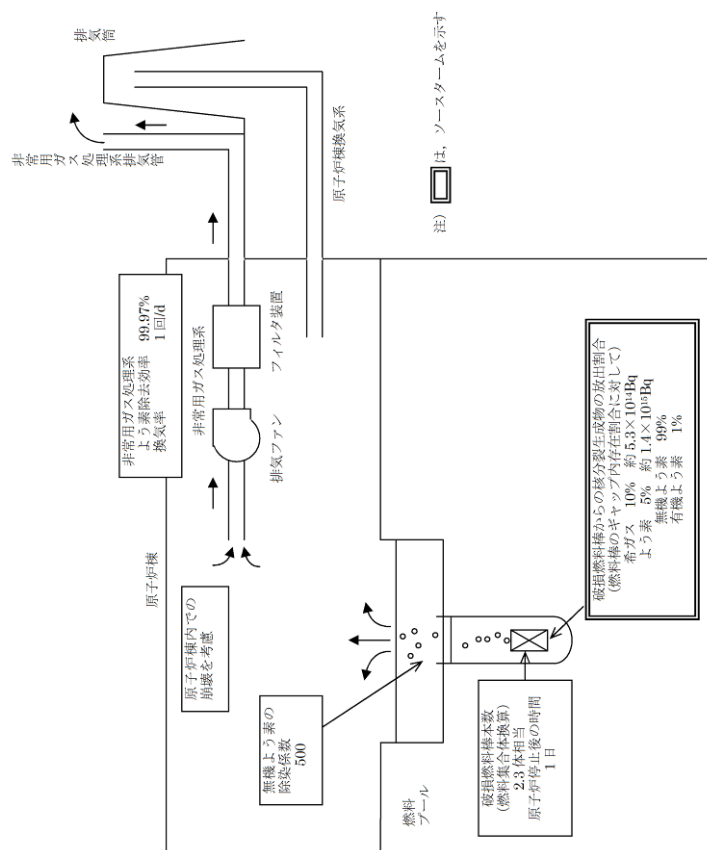 排気筒
非常用ガス処理系排気管
原子炉棟換気系
注）　は，ソースタームを示す
原子炉棟
非常用ガス処理系
よう素除去効率　99.97%
換気率　1 回/d
非常用ガス処理系
排気ファン
フィルタ装置
原子炉棟内での
崩壊を考慮
無機よう素の
除染係数
500
燃料
プール
破損燃料棒本数
(燃料集合体換算)
2.3 体相当
原子炉停止後の時間
1 日
破損燃料棒からの核分裂生成物の放出割合
(燃料棒のギャップ内存在割合に対して)
希ガス　10%　約 5.3×10¹⁴Bq
よう素　5%　約 1.4×10¹⁵Bq
無機よう素　99%
有機よう素　1%